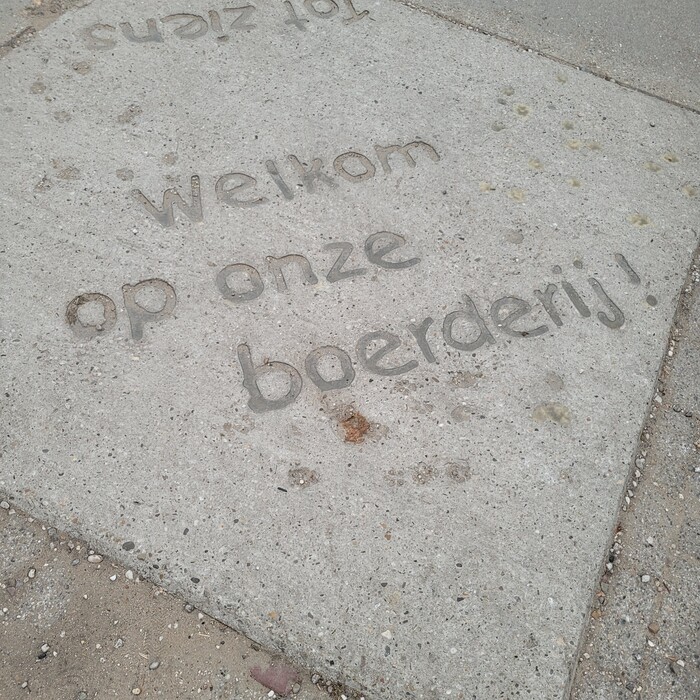 Tot ziens
Welkom
op onze
boerderij!